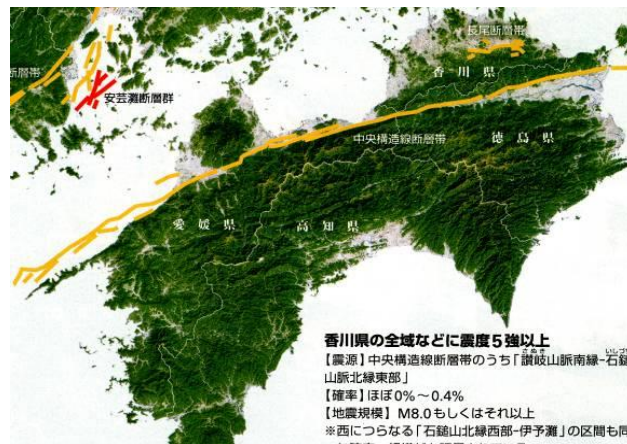 長尾断層帯
香川県
断層帯
安芸灘断層群
中央構造線断層帯
徳島県
愛媛県
高知県
香川県の全域などに震度5強以上
【震源】中央構造線断層帯のうち「讃岐山脈南縁-石鎚
山脈北縁東部」
【確率】ほぼ0%~0.4%
【地震規模】 M8.0もしくはそれ以上
※西につらなる「石鎚山北縁西部-伊予灘」の区間も同